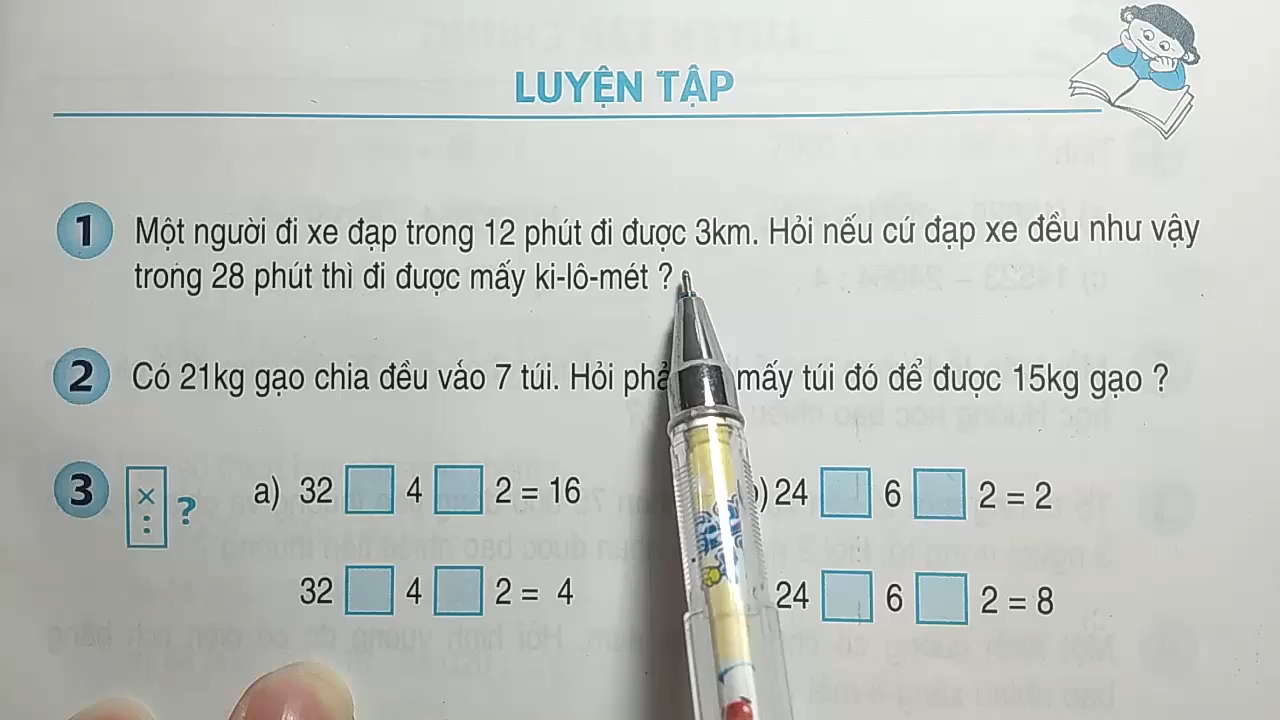 LUYỆN TẬP
1 Một người đi xe đạp trong 12 phút đi được 3km. Hỏi nếu cứ đạp xe đều như vậy
trong 28 phút thì đi được mấy ki-lô-mét ?
2 Có 21kg gạo chia đều vào 7 túi. Hỏi mấy túi đó để được 15kg gạo ?
3 × : ? a) 32 □ 4 □ 2 = 16 24 □ 6 □ 2 = 2
32 □ 4 □ 2 = 4 24 □ 6 □ 2 = 8